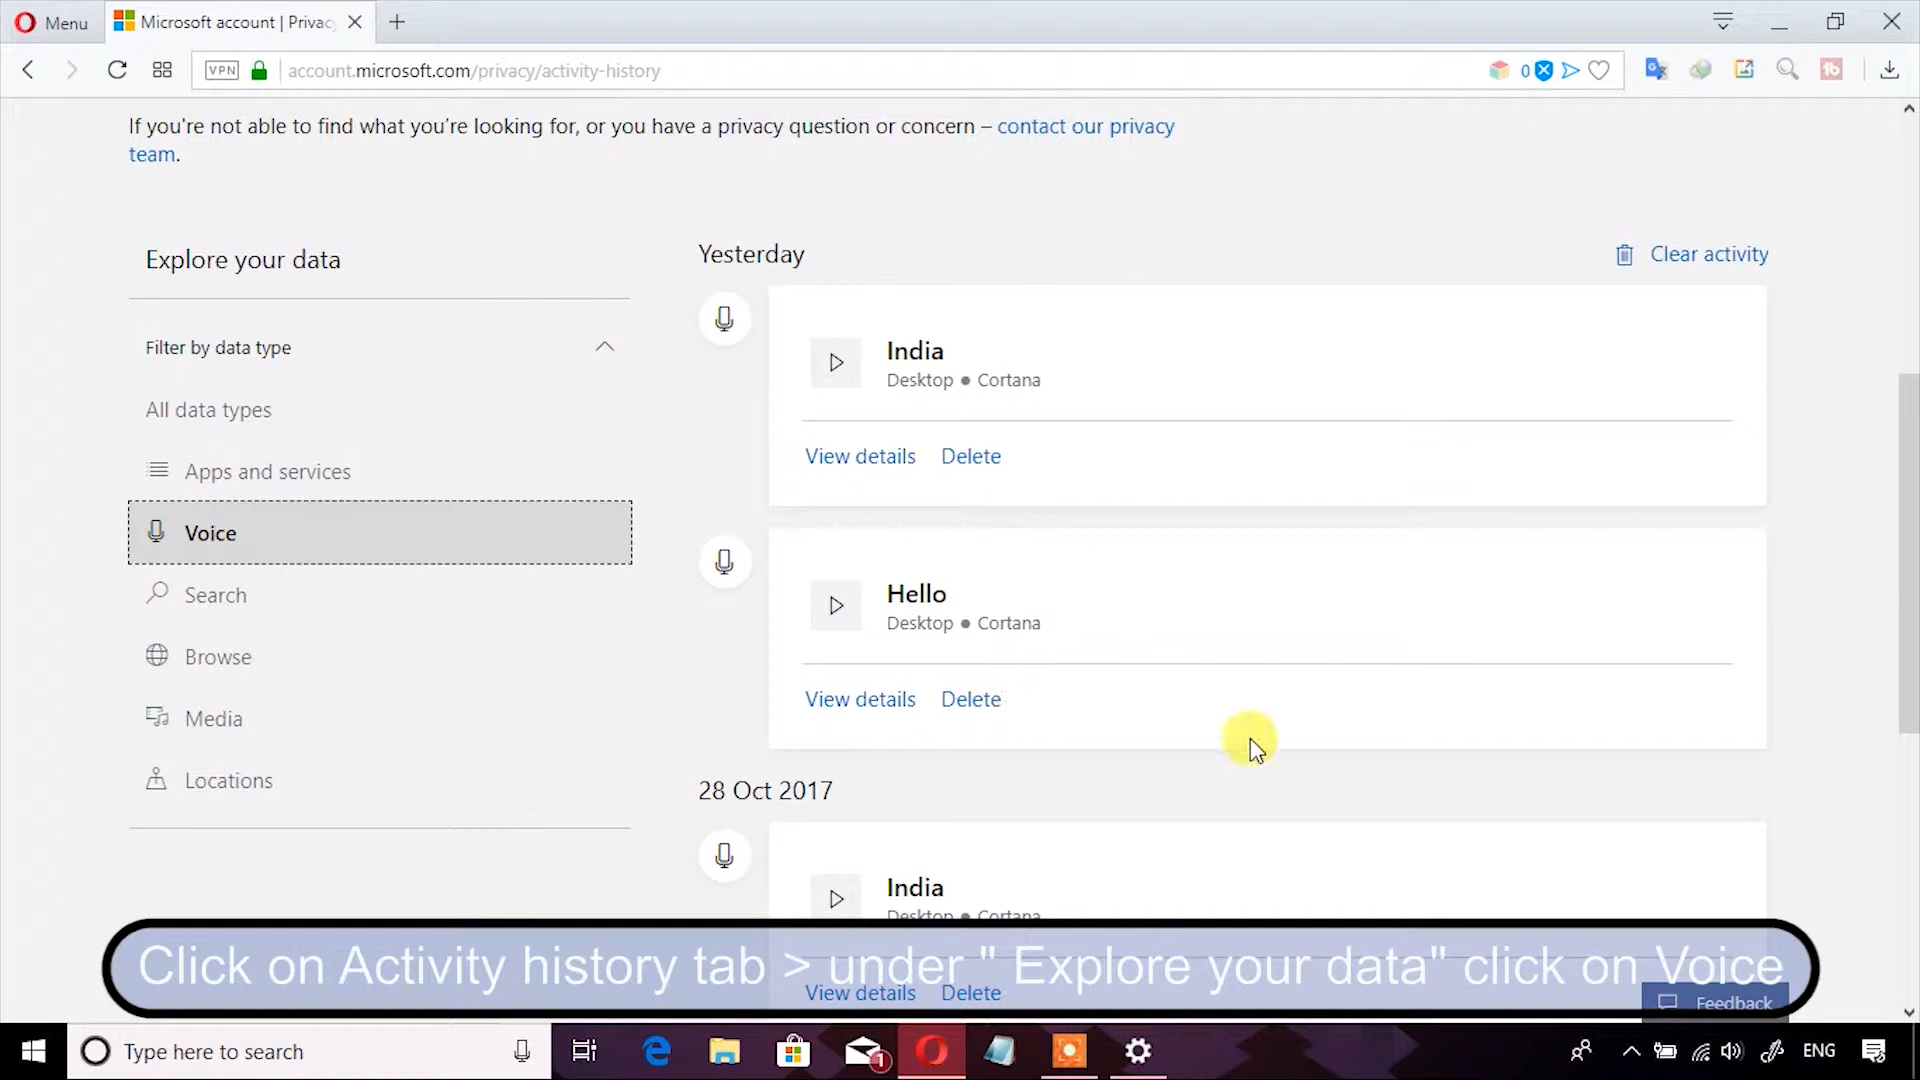 Menu
Microsoft account | Privac
VPN
account.microsoft.com/privacy/activity-history
0
If you're not able to find what you're looking for, or you have a privacy question or concern – contact our privacy
team.
Explore your data
Filter by data type
All data types
Apps and services
Voice
Search
Browse
Media
Locations
Yesterday
Clear activity
India
Desktop ● Cortana
View details Delete
Hello
Desktop ● Cortana
View details Delete
28 Oct 2017
India
Desktop ● Cortana
Click on Activity history tab > under " Explore your data" click on Voice
View details Delete
Feedback
Type here to search
1
ENG